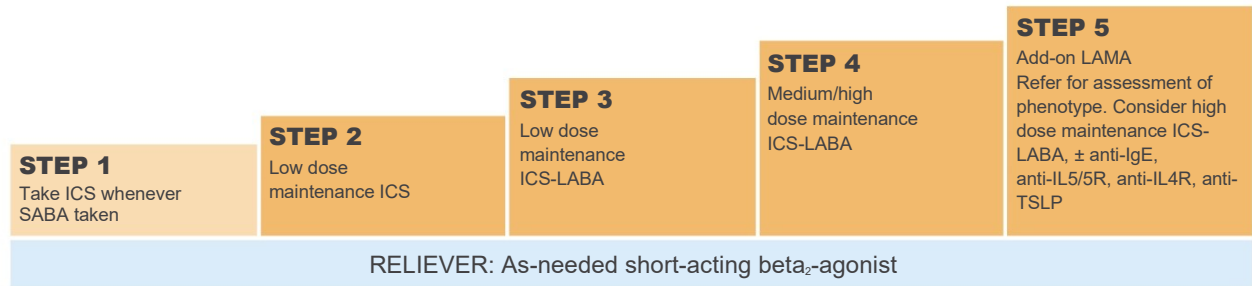 STEP 1
Take ICS whenever
SABA taken
STEP 2
Low dose
maintenance ICS
STEP 3
Low dose
maintenance
ICS-LABA
STEP 4
Medium/high
dose maintenance
ICS-LABA
STEP 5
Add-on LAMA
Refer for assessment of
phenotype. Consider high
dose maintenance ICS-
LABA, ± anti-IgE,
anti-IL5/5R, anti-IL4R, anti-
TSLP
RELIEVER: As-needed short-acting beta₂-agonist